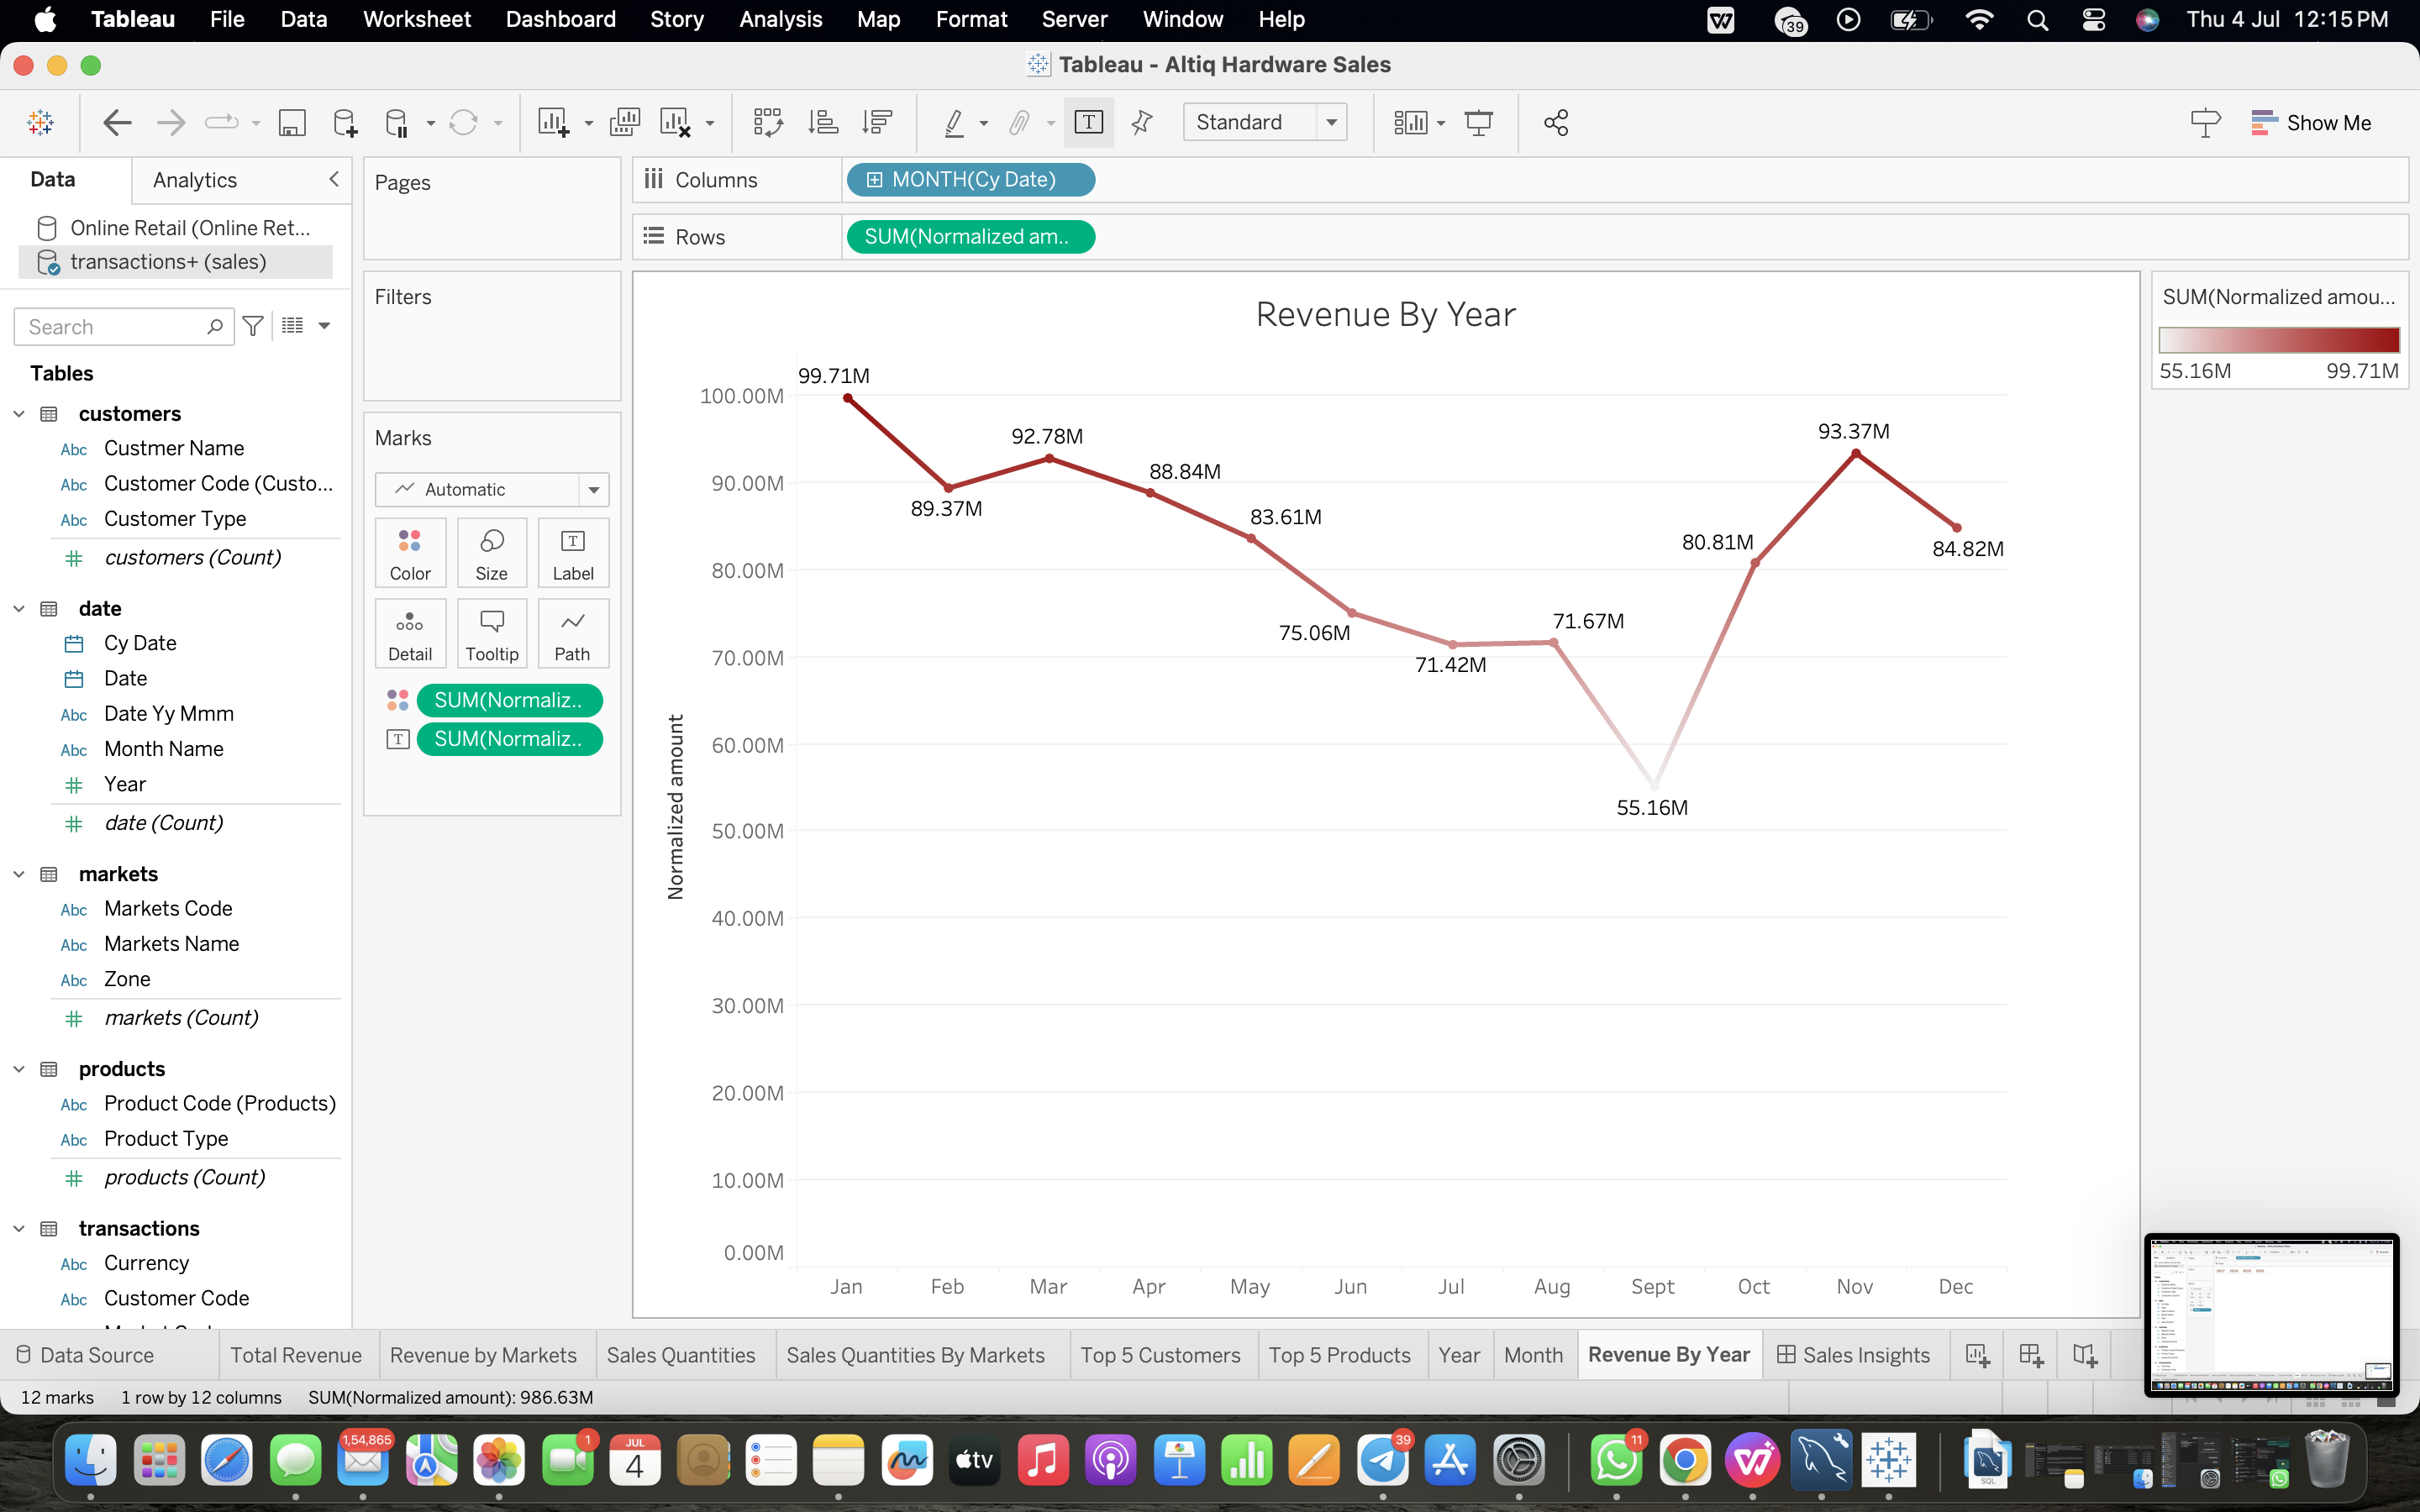 Tableau File Data Worksheet Dashboard Story Analysis Map Format Server Window Help 39 Thu 4 Jul 12:15 PM
Tableau - Altiq Hardware Sales
Standard Show Me
Data Analytics
Online Retail (Online Ret...
transactions+ (sales)
Search
Tables
customers
Abc Custmer Name
Abc Customer Code (Custo...
Abc Customer Type
# customers (Count)
date
Cy Date
Date
Abc Date Yy Mmm
Abc Month Name
# Year
# date (Count)
markets
Abc Markets Code
Abc Markets Name
Abc Zone
# markets (Count)
products
Abc Product Code (Products)
Abc Product Type
# products (Count)
transactions
Abc Currency
Abc Customer Code
Pages
Filters
Marks
Automatic
Color Size Label
Detail Tooltip Path
SUM(Normaliz..
SUM(Normaliz..
Columns MONTH(Cy Date)
Rows SUM(Normalized am..
Revenue By Year
Normalized amount
100.00M
90.00M
80.00M
70.00M
60.00M
50.00M
40.00M
30.00M
20.00M
10.00M
0.00M
99.71M
89.37M
92.78M
88.84M
83.61M
75.06M
71.42M
71.67M
55.16M
80.81M
93.37M
84.82M
Jan Feb Mar Apr May Jun Jul Aug Sept Oct Nov Dec
SUM(Normalized amou...
55.16M 99.71M
Data Source Total Revenue Revenue by Markets Sales Quantities Sales Quantities By Markets Top 5 Customers Top 5 Products Year Month Revenue By Year Sales Insights
12 marks 1 row by 12 columns SUM(Normalized amount): 986.63M
1,54,865 1 JUL 4 tv 39 11 SQL